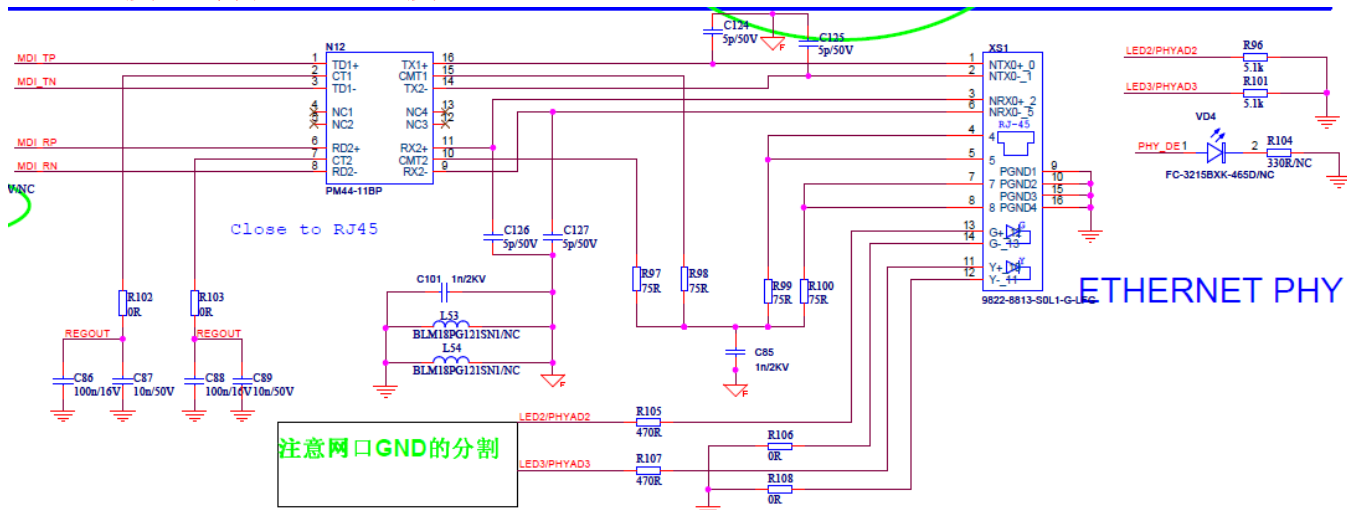 C124
5p/50V
F
C125
5p/50V
N12
XS1
MDI_TP
MDI_TN
MDI_RP
MDI_RN
V/NC
1
2
3
4
6
7
8
TD1+
CT1
TD1-
NC1
NC2
RD2+
CT2
RD2-
TX1+
CMT1
TX2-
NC4
NC3
RX2+
CMT2
RX2-
16
15
14
13
12
11
10
9
PM44-11BP
1
2
3
6
4
5
7
8
13
14
11
12
NTX0+_0
NTX0-_1
NRX0+_2
NRX0-_5
RJ-45
4
5
7
8
PGND1
PGND2
PGND3
PGND4
9
10
15
16
G-_13
Y-_11
9822-8813-S0L1-G-LFG
LED2/PHYAD2
R96
5.1k
LED3/PHYAD3
R101
5.1k
VD4
PHY_DE
1
2
R104
330R/NC
FC-3215BXK-465D/NC
Close to RJ45
C126
5p/50V
C127
5p/50V
C101
1n/2KV
L53
BLM18PG121SN1/NC
L54
BLM18PG121SN1/NC
F
R97
75R
R98
75R
R99
75R
R100
75R
C85
1n/2KV
F
ETHERNET PHY
R102
0R
R103
0R
REGOUT
REGOUT
C86
100n/16V
C87
10n/50V
C88
100n/16V
C89
10n/50V
注意网口GND的分割
LED2/PHYAD2
R105
470R
LED3/PHYAD3
R107
470R
R106
0R
R108
0R